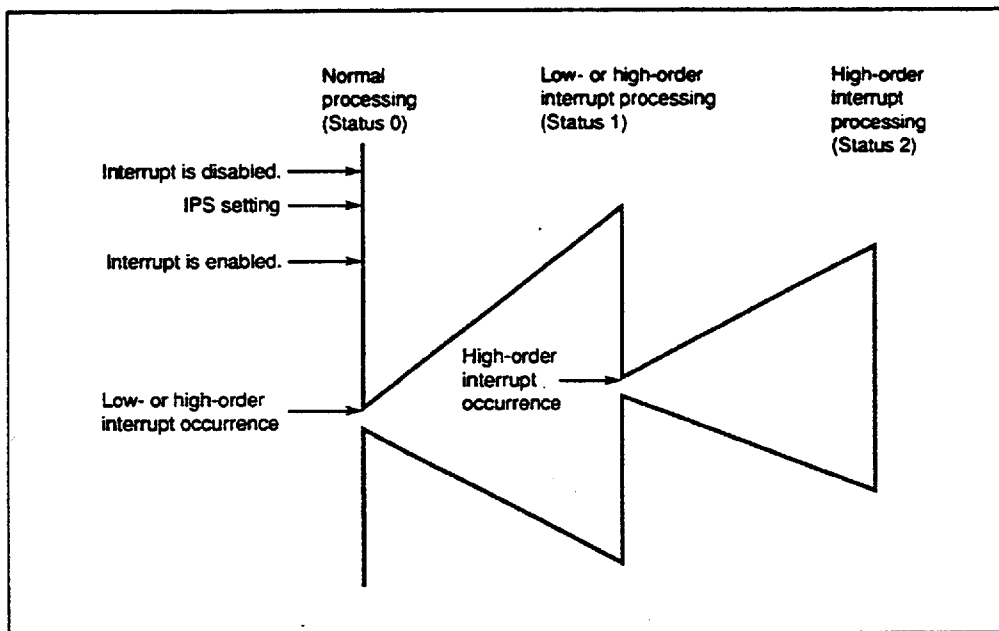 Normal
processing
(Status 0)
Low- or high-order
interrupt processing
(Status 1)
High-order
interrupt
processing
(Status 2)
Interrupt is disabled.
IPS setting
Interrupt is enabled.
High-order
interrupt
occurrence
Low- or high-order
interrupt occurrence